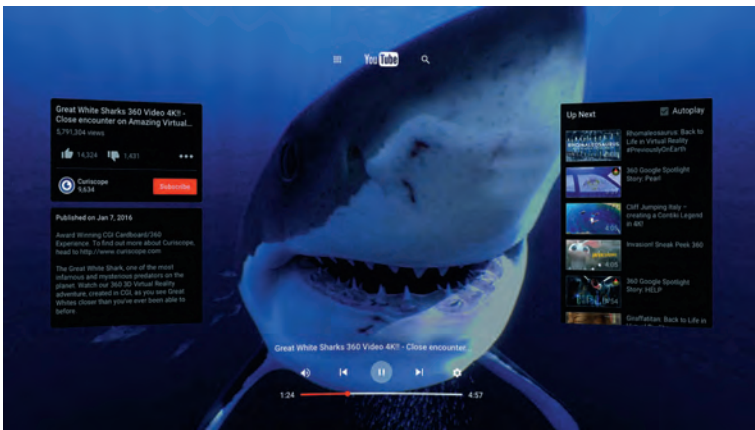 You Tube
Great White Sharks 360 Video 4K!! -
Close encounter on Amazing Virtual...
5,791,304 views
14,324
1,431
Curiscope
9,634
Subscribe
Published on Jan 7, 2016
Award Winning CGI Cardboard/360
Experience. To find out more about Curiscope,
head to http://www.curiscope.com
The Great White Shark, one of the most
infamous and mysterious predators on the
planet. Watch our 360 3D Virtual Reality
adventure, created in CGI, as you see Great
Whites closer than you've ever been able to
before
Up Next
Autoplay
Rhomaleosaurus: Back to
Life in Virtual Reality
#PreviouslyOnEarth
360 Google Spotlight
Story: Pearl
Cliff Jumping Italy –
creating a Contiki Legend
in 4K!
4:05
Invasion! Sneak Peek 360
4:05
360 Google Spotlight
Story: HELP
Giraffatitan: Back to Life in
Great White Sharks 360 Video 4K!! - Close encounter...
1:24
4:57